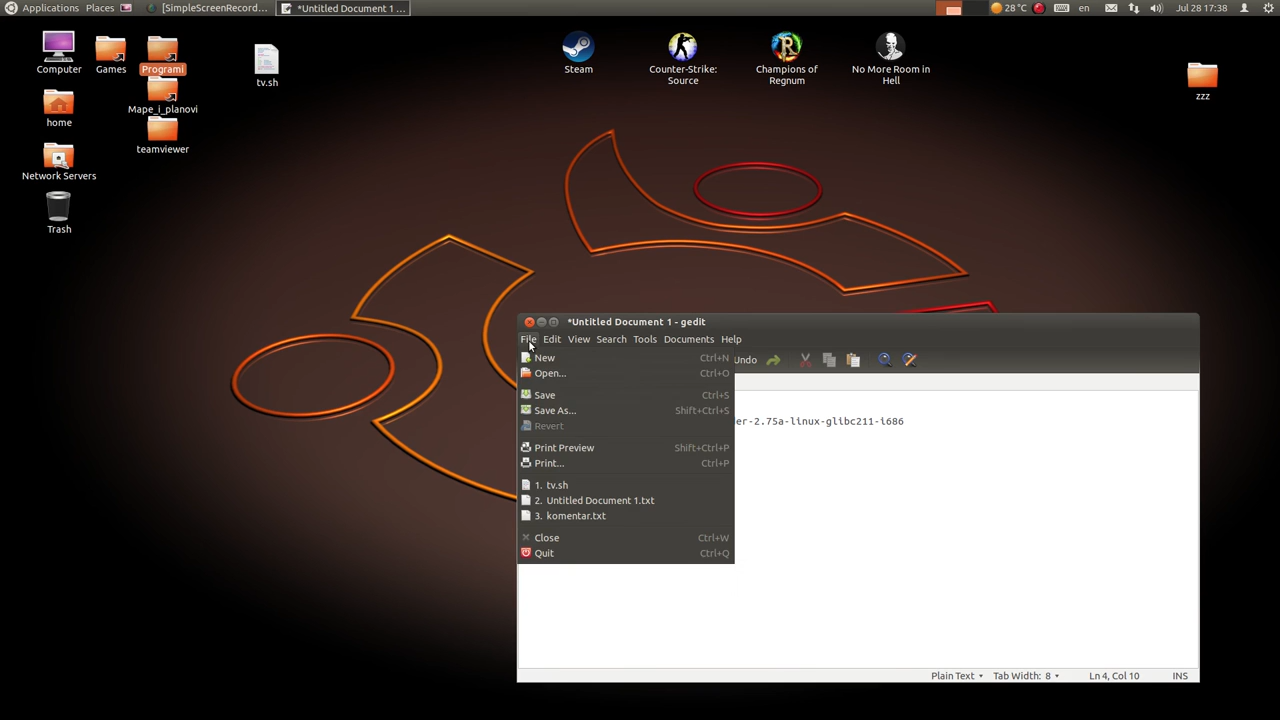 Applications Places [SimpleScreenRecord... *Untitled Document 1 ... 28 °C en Jul 28 17:38
Computer
Games
Programi
tv.sh
Steam
Counter-Strike:
Source
Champions of
Regnum
No More Room in
Hell
zzz
home
Mape_i_planovi
teamviewer
Network Servers
Trash
*Untitled Document 1 - gedit
File Edit View Search Tools Documents Help
Undo
New Ctrl+N
Open... Ctrl+O
Save Ctrl+S
Save As... Shift+Ctrl+S
Revert
Print Preview Shift+Ctrl+P
Print... Ctrl+P
1. tv.sh
2. Untitled Document 1.txt
3. komentar.txt
Close Ctrl+W
Quit Ctrl+Q
er-2.75a-linux-glibc211-i686
Plain Text Tab Width: 8 Ln 4, Col 10 INS